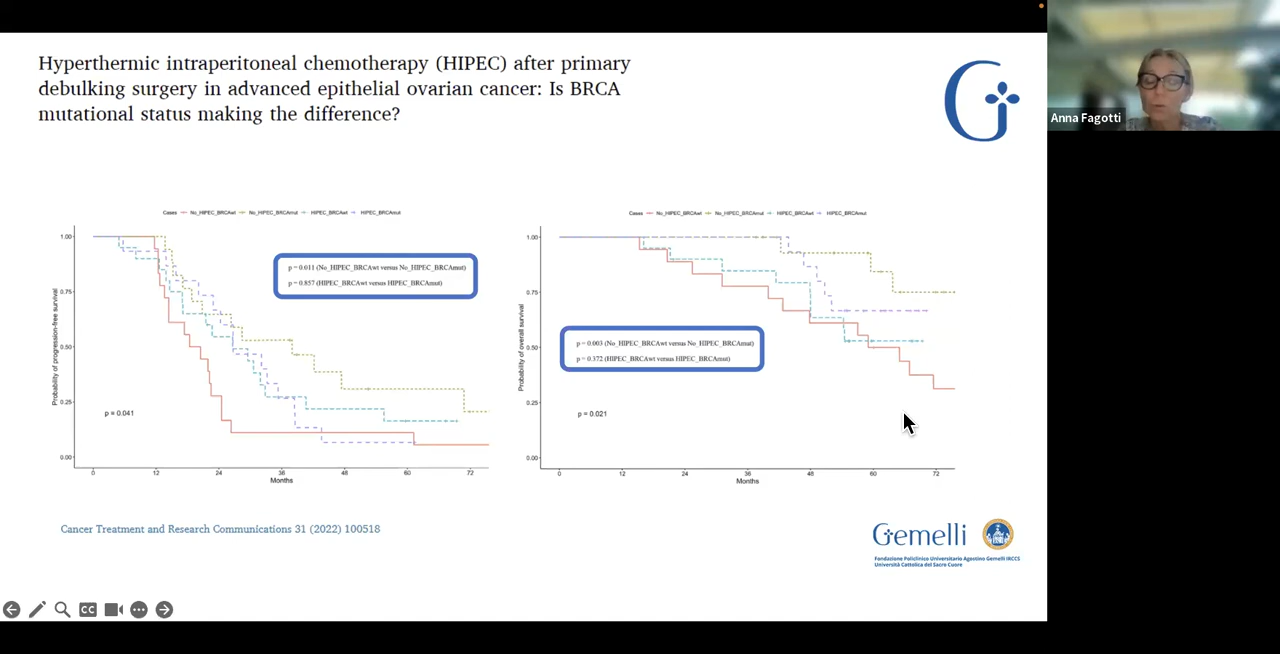 Hyperthermic intraperitoneal chemotherapy (HIPEC) after primary
debulking surgery in advanced epithelial ovarian cancer: Is BRCA
mutational status making the difference?
Anna Fagotti
Cases No_HIPEC_BRCAwt No_HIPEC_BRCAmut HIPEC_BRCAwt HIPEC_BRCAmut
Probability of progression-free survival
1.00
0.75
0.50
0.25
0.00
p = 0.011 (No_HIPEC_BRCAwt versus No_HIPEC_BRCAmut)
p = 0.857 (HIPEC_BRCAwt versus HIPEC_BRCAmut)
p = 0.041
0 12 24 36 48 60 72
Months
Cases No_HIPEC_BRCAwt No_HIPEC_BRCAmut HIPEC_BRCAwt HIPEC_BRCAmut
Probability of overall survival
1.00
0.75
0.50
0.25
0.00
p = 0.003 (No_HIPEC_BRCAwt versus No_HIPEC_BRCAmut)
p = 0.372 (HIPEC_BRCAwt versus HIPEC_BRCAmut)
p = 0.021
0 12 24 36 48 60 72
Months
Cancer Treatment and Research Communications 31 (2022) 100518
Gemelli
Fondazione Policlinico Universitario Agostino Gemelli IRCCS
Università Cattolica del Sacro Cuore
CC